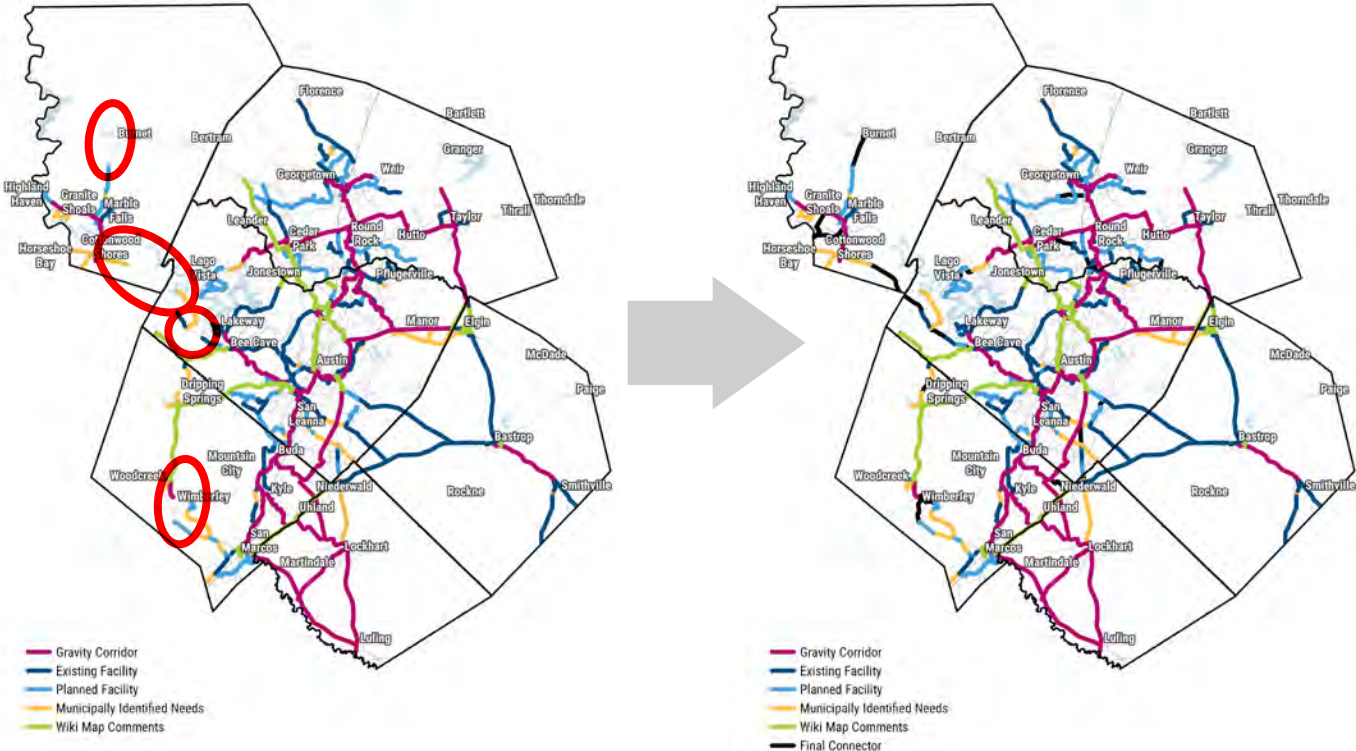 Florence
Bartlett
Burnet
Bertram
Granger
Georgetown
Weir
Highland
Haven
Granite
Shoals
Marble
Falls
Thorndale
Thrall
Leander
Taylor
Cedar
Park
Round
Rock
Hutto
Cottonwood
Shores
Horseshoe
Bay
Lago
Vista
Jonestown
Pflugerville
Lakeway
Manor
Elgin
Bee Cave
McDade
Austin
Dripping
Springs
Paige
San
Leanna
Bastrop
Buda
Mountain
City
Woodcreek
Wimberley
Kyle
Niederwald
Rockne
Smithville
Uhland
San
Marcos
Lockhart
Martindale
Luling
Gravity Corridor
Existing Facility
Planned Facility
Municipally Identified Needs
Wiki Map Comments
Florence
Bartlett
Burnet
Bertram
Granger
Georgetown
Weir
Highland
Haven
Granite
Shoals
Marble
Falls
Thorndale
Thrall
Leander
Taylor
Cedar
Park
Round
Rock
Hutto
Cottonwood
Shores
Horseshoe
Bay
Lago
Vista
Jonestown
Pflugerville
Lakeway
Manor
Elgin
Bee Cave
McDade
Austin
Dripping
Springs
Paige
San
Leanna
Bastrop
Buda
Mountain
City
Woodcreek
Wimberley
Kyle
Niederwald
Rockne
Smithville
Uhland
San
Marcos
Lockhart
Martindale
Luling
Gravity Corridor
Existing Facility
Planned Facility
Municipally Identified Needs
Wiki Map Comments
Final Connector